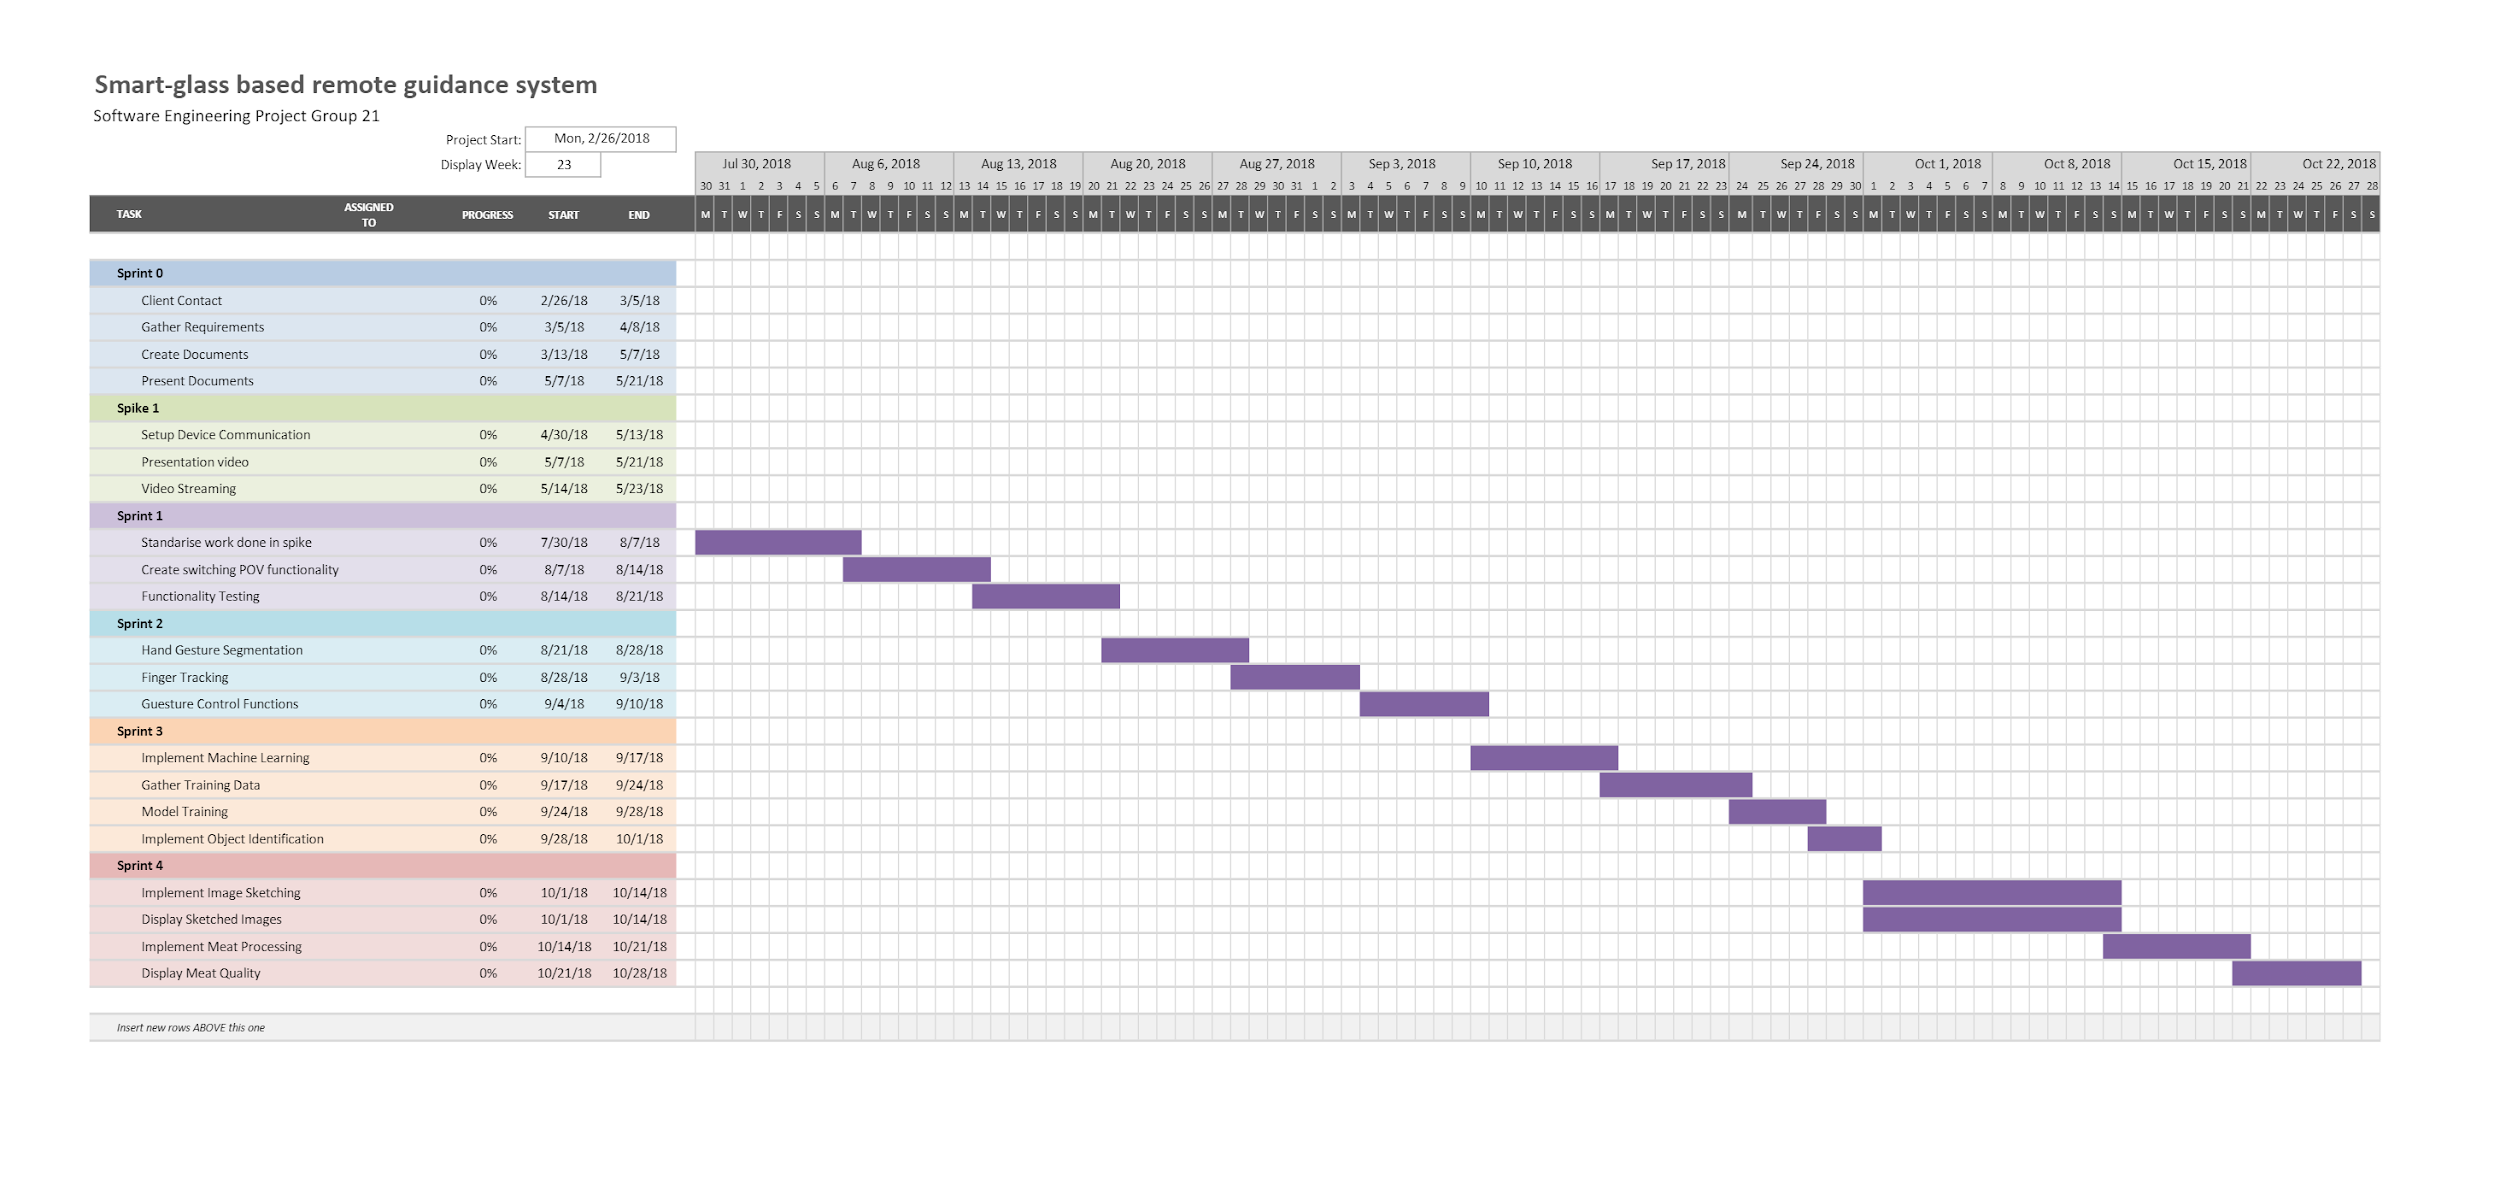 Smart-glass based remote guidance system
Software Engineering Project Group 21
Project Start: Mon, 2/26/2018
Display Week: 23
Jul 30, 2018 Aug 6, 2018 Aug 13, 2018 Aug 20, 2018 Aug 27, 2018 Sep 3, 2018 Sep 10, 2018 Sep 17, 2018 Sep 24, 2018 Oct 1, 2018 Oct 8, 2018 Oct 15, 2018 Oct 22, 2018
30 31 1 2 3 4 5 6 7 8 9 10 11 12 13 14 15 16 17 18 19 20 21 22 23 24 25 26 27 28 29 30 31 1 2 3 4 5 6 7 8 9 10 11 12 13 14 15 16 17 18 19 20 21 22 23 24 25 26 27 28 29 30 1 2 3 4 5 6 7 8 9 10 11 12 13 14 15 16 17 18 19 20 21 22 23 24 25 26 27 28
TASK ASSIGNED TO PROGRESS START END M T W T F S S M T W T F S S M T W T F S S M T W T F S S M T W T F S S M T W T F S S M T W T F S S M T W T F S S M T W T F S S M T W T F S S M T W T F S S M T W T F S S M T W T F S S
Sprint 0
Client Contact 0% 2/26/18 3/5/18
Gather Requirements 0% 3/5/18 4/8/18
Create Documents 0% 3/13/18 5/7/18
Present Documents 0% 5/7/18 5/21/18
Spike 1
Setup Device Communication 0% 4/30/18 5/13/18
Presentation video 0% 5/7/18 5/21/18
Video Streaming 0% 5/14/18 5/23/18
Sprint 1
Standarise work done in spike 0% 7/30/18 8/7/18
Create switching POV functionality 0% 8/7/18 8/14/18
Functionality Testing 0% 8/14/18 8/21/18
Sprint 2
Hand Gesture Segmentation 0% 8/21/18 8/28/18
Finger Tracking 0% 8/28/18 9/3/18
Guesture Control Functions 0% 9/4/18 9/10/18
Sprint 3
Implement Machine Learning 0% 9/10/18 9/17/18
Gather Training Data 0% 9/17/18 9/24/18
Model Training 0% 9/24/18 9/28/18
Implement Object Identification 0% 9/28/18 10/1/18
Sprint 4
Implement Image Sketching 0% 10/1/18 10/14/18
Display Sketched Images 0% 10/1/18 10/14/18
Implement Meat Processing 0% 10/14/18 10/21/18
Display Meat Quality 0% 10/21/18 10/28/18
Insert new rows ABOVE this one